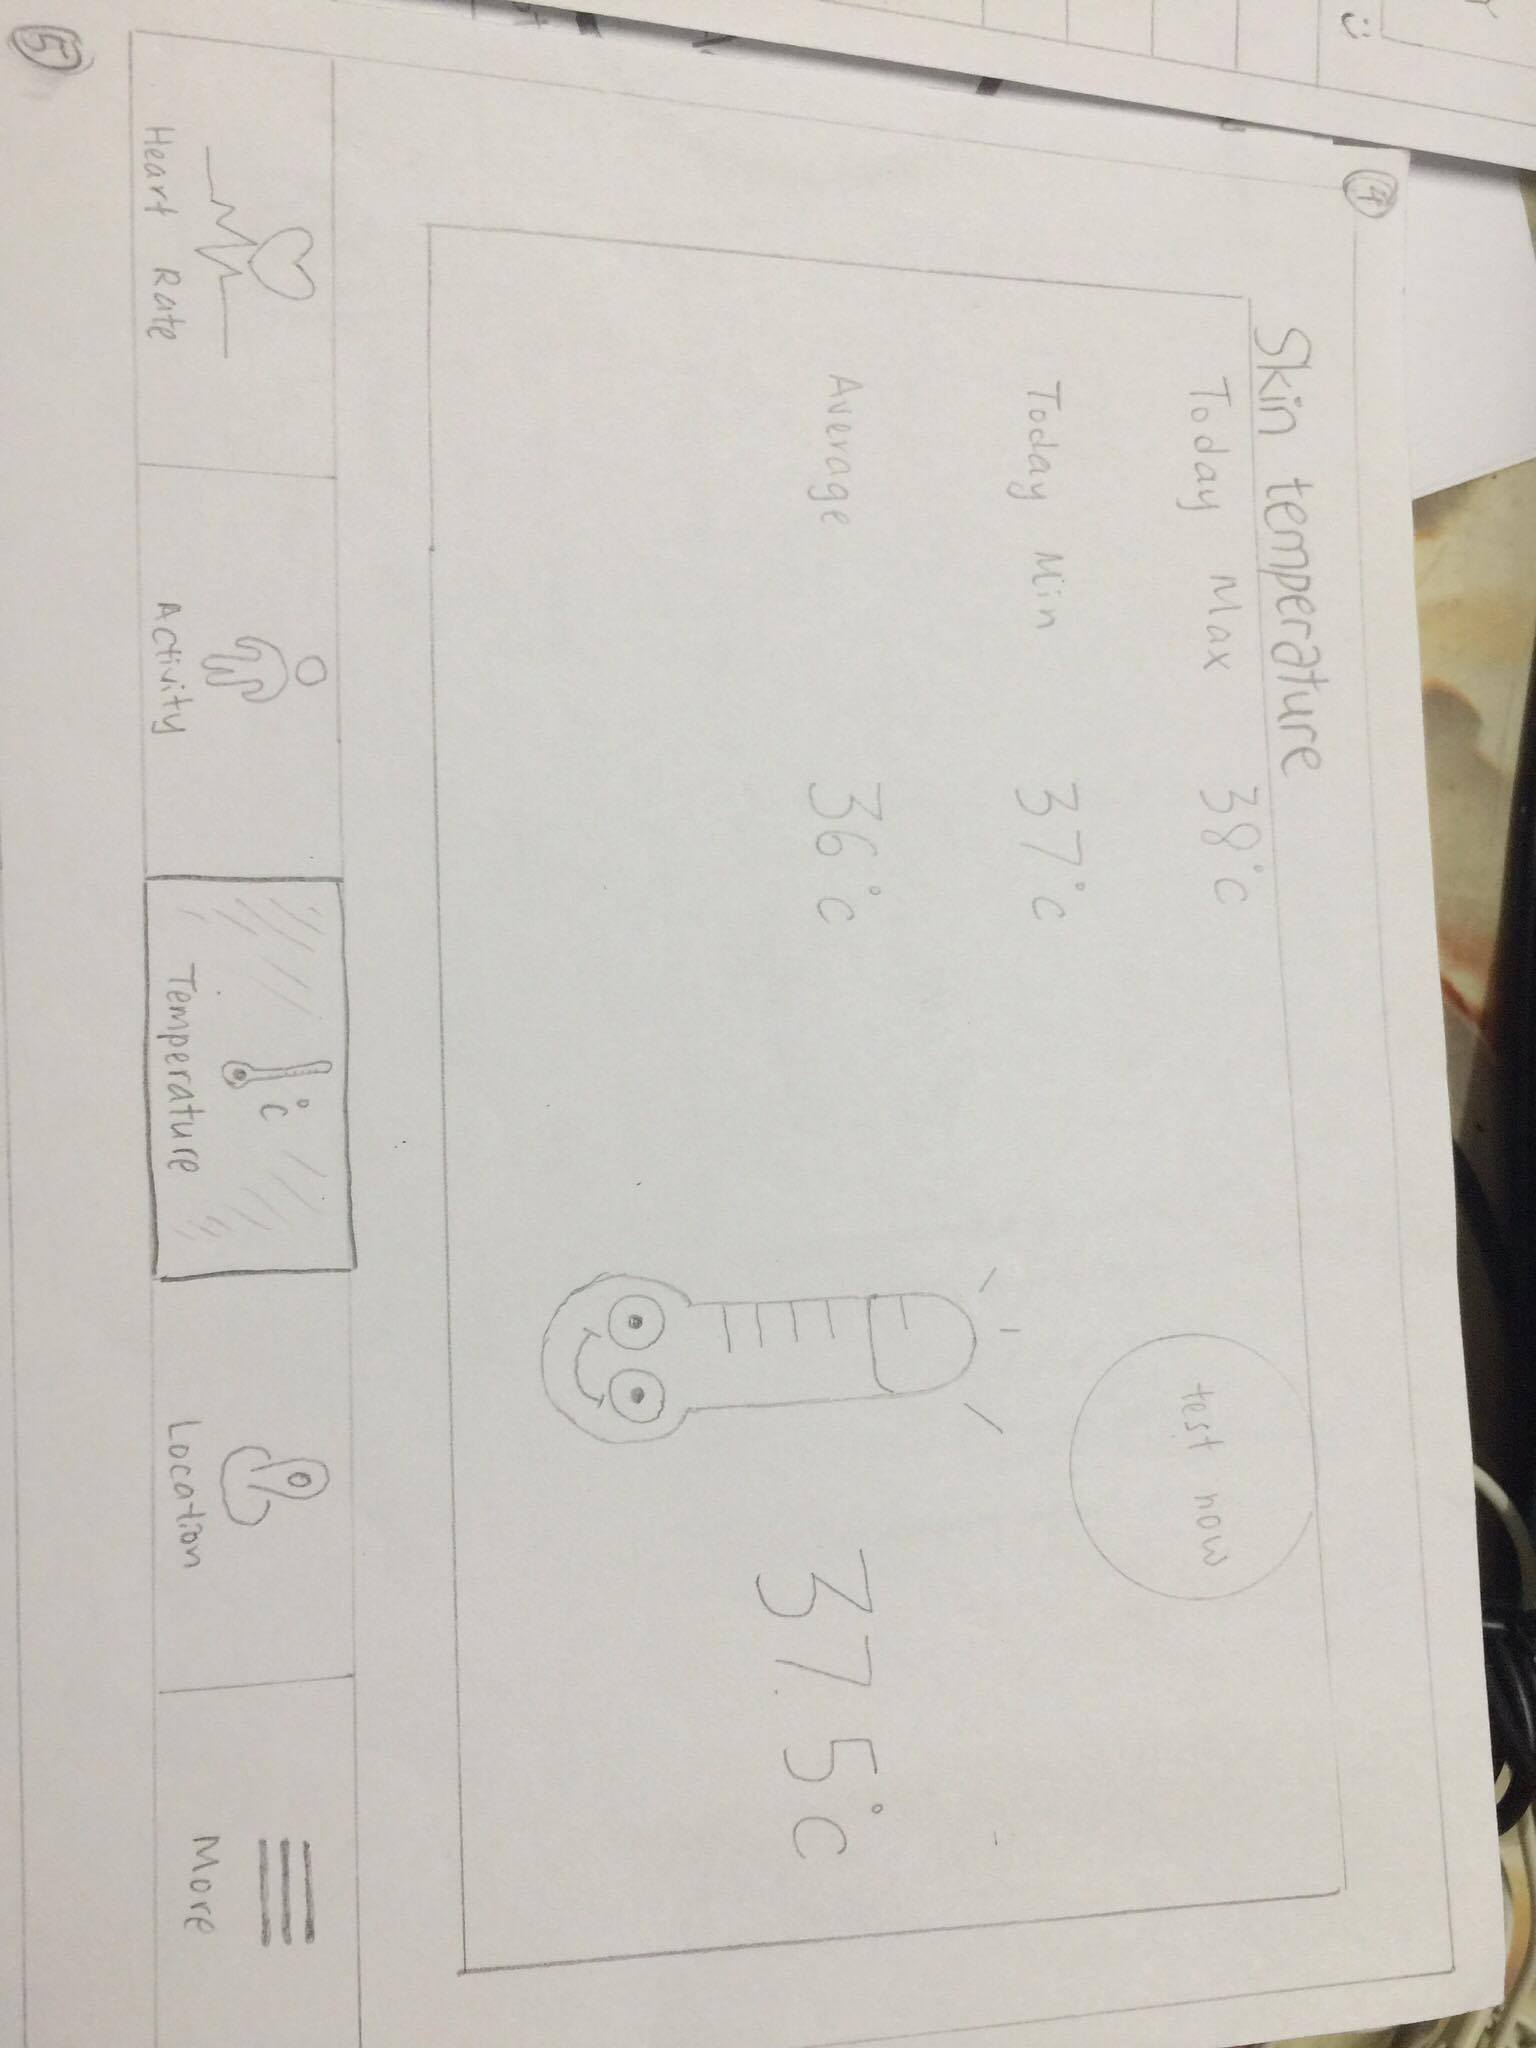 4
Skin temperature
Today Max 38°C
Today Min 37°C
Average 36°C
test now
37.5°C
Heart Rate
Activity
°C
Temperature
Location
More
5